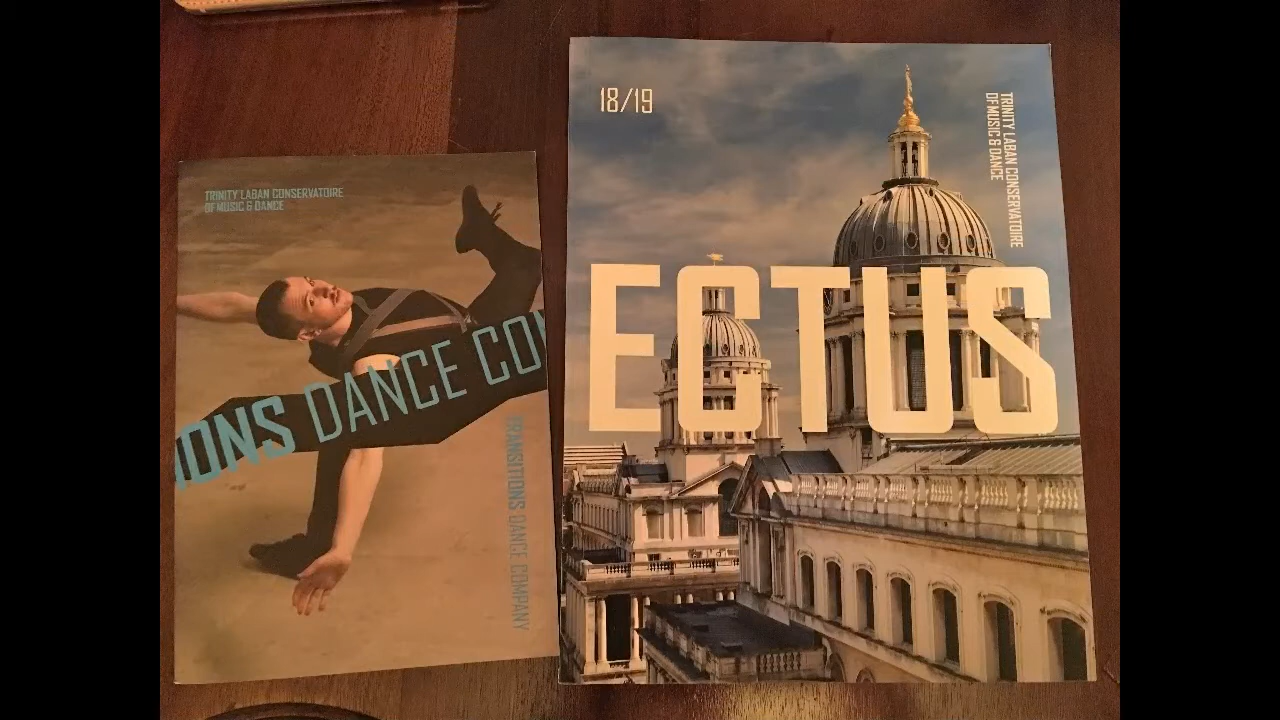 TRINITY LABAN CONSERVATOIRE
OF MUSIC & DANCE
IONS DANCE CO
TRANSITIONS DANCE COMPANY
18/19
TRINITY LABAN CONSERVATOIRE
OF MUSIC & DANCE
ECTUS